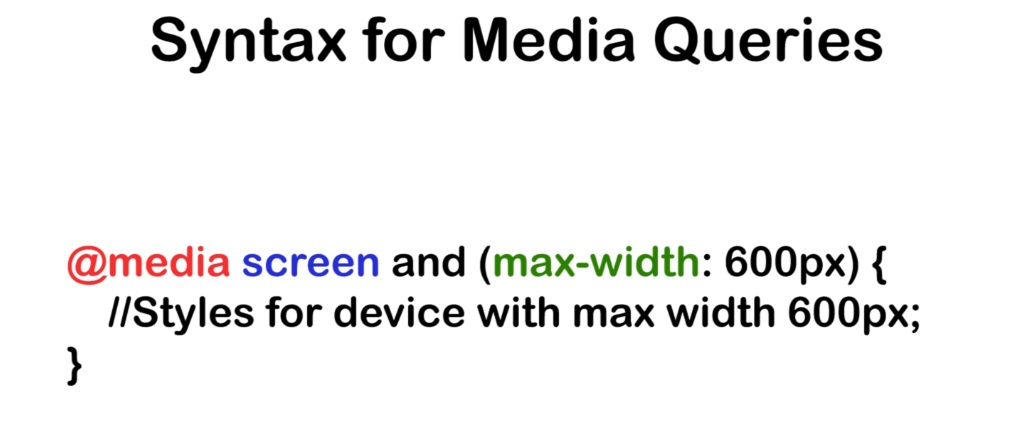 Syntax for Media Queries
@media screen and (max-width: 600px) {
//Styles for device with max width 600px;
}